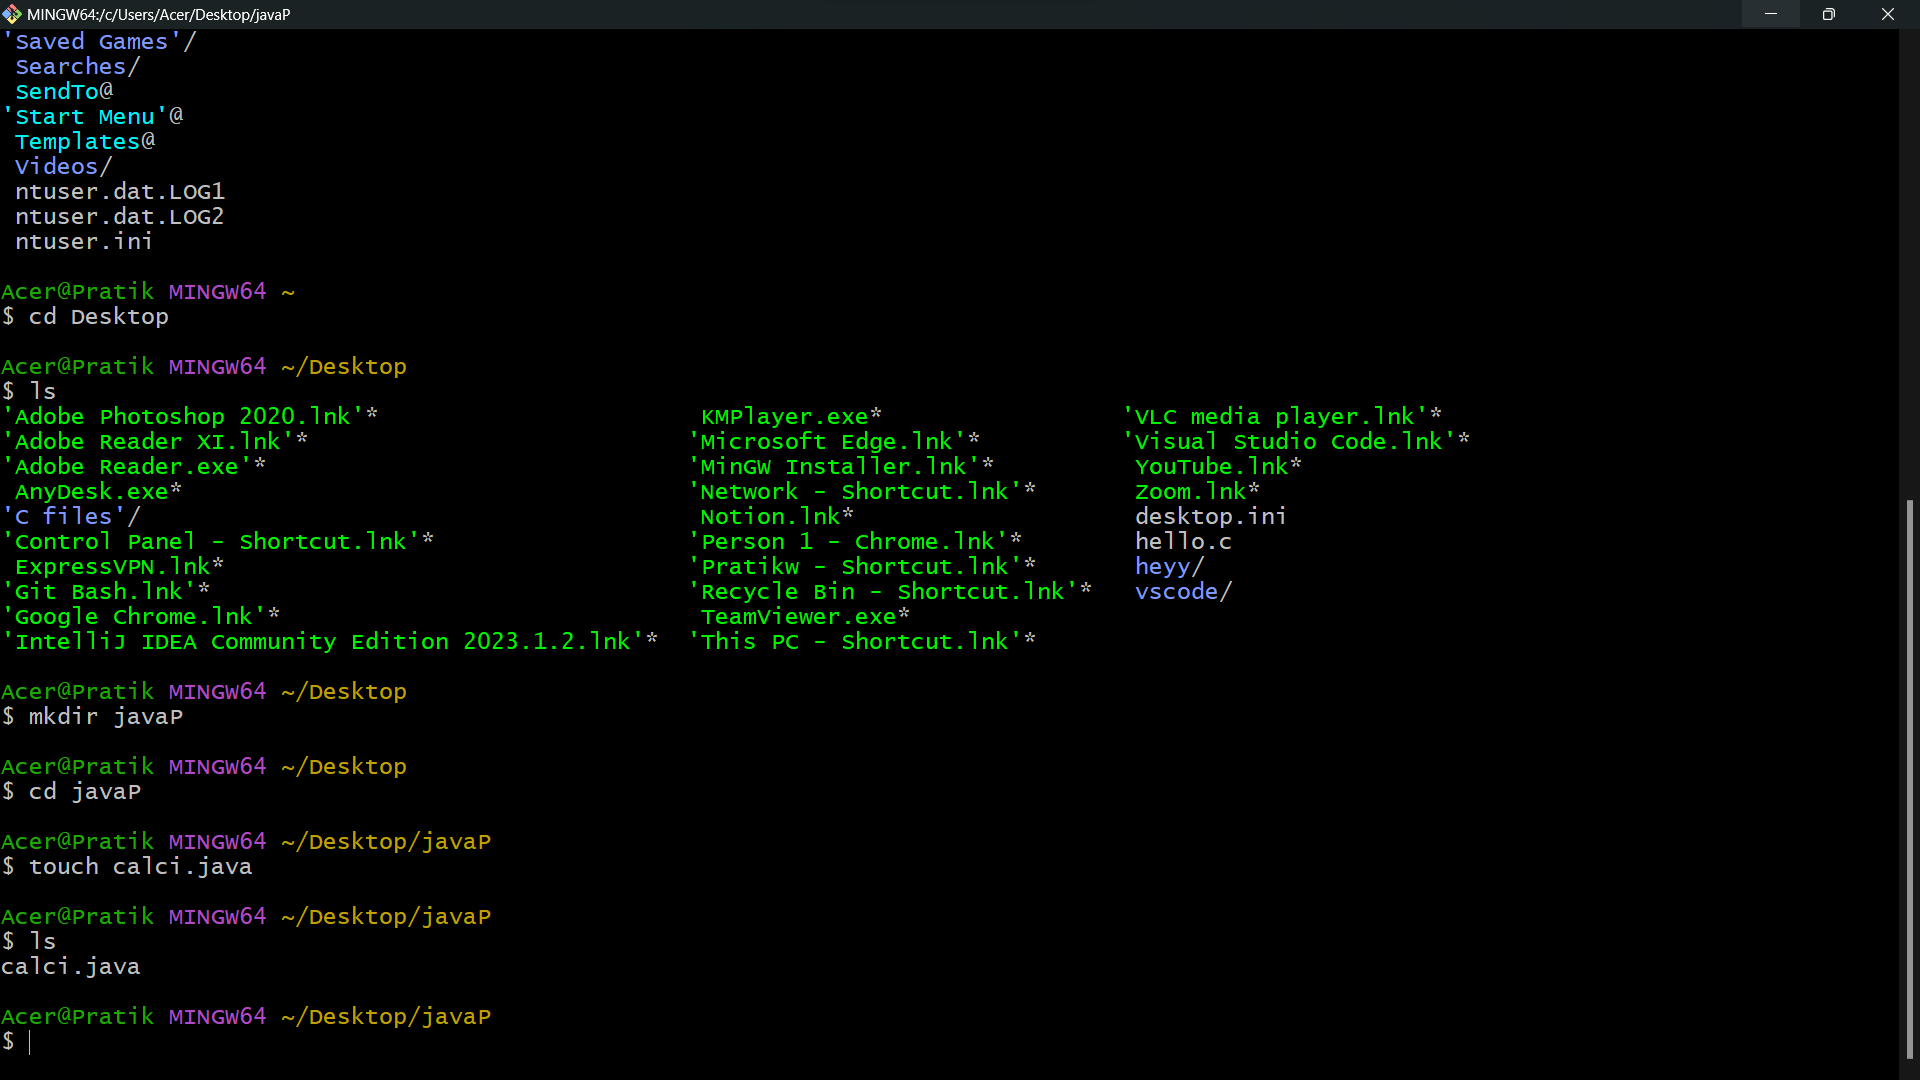 MINGW64:/c/Users/Acer/Desktop/javaP
'Saved Games'/
Searches/
SendTo@
'Start Menu'@
Templates@
Videos/
ntuser.dat.LOG1
ntuser.dat.LOG2
ntuser.ini
Acer@Pratik MINGW64 ~
$ cd Desktop
Acer@Pratik MINGW64 ~/Desktop
$ ls
'Adobe Photoshop 2020.lnk'* KMPlayer.exe* 'VLC media player.lnk'*
'Adobe Reader XI.lnk'* 'Microsoft Edge.lnk'* 'Visual Studio Code.lnk'*
'Adobe Reader.exe'* 'MinGW Installer.lnk'* YouTube.lnk*
AnyDesk.exe* 'Network - Shortcut.lnk'* Zoom.lnk*
'C files'/ Notion.lnk* desktop.ini
'Control Panel - Shortcut.lnk'* 'Person 1 - Chrome.lnk'* hello.c
ExpressVPN.lnk* 'Pratikw - Shortcut.lnk'* heyy/
'Git Bash.lnk'* 'Recycle Bin - Shortcut.lnk'* vscode/
'Google Chrome.lnk'* TeamViewer.exe*
'IntelliJ IDEA Community Edition 2023.1.2.lnk'* 'This PC - Shortcut.lnk'*
Acer@Pratik MINGW64 ~/Desktop
$ mkdir javaP
Acer@Pratik MINGW64 ~/Desktop
$ cd javaP
Acer@Pratik MINGW64 ~/Desktop/javaP
$ touch calci.java
Acer@Pratik MINGW64 ~/Desktop/javaP
$ ls
calci.java
Acer@Pratik MINGW64 ~/Desktop/javaP
$